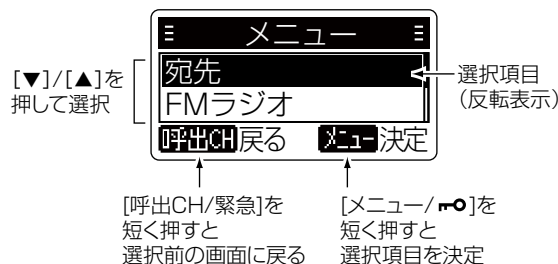 メニュー
宛先
FMラジオ
呼出CH 戻る メニュー 決定
[▼]/[▲]を
押して選択
選択項目
（反転表示）
[呼出CH/緊急]を
短く押すと
選択前の画面に戻る
[メニュー/ ]を
短く押すと
選択項目を決定